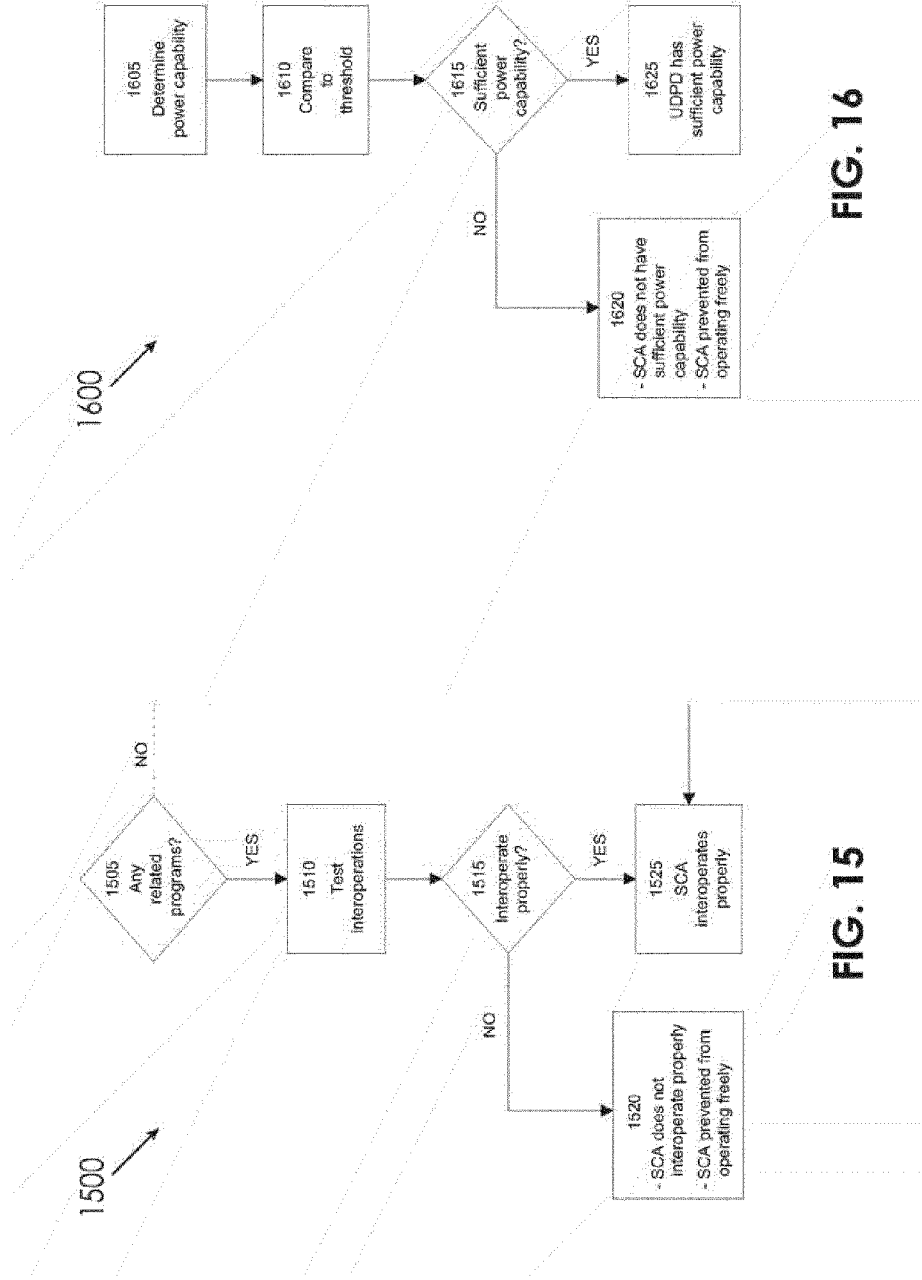 1500
1505
Any
related
programs?
NO
YES
1510
Test
interoperations
1515
Interoperate
properly?
NO
YES
1520
- SCA does not
interoperate properly
- SCA prevented from
operating freely
1525
SCA
interoperates
properly
FIG. 15
1600
1605
Determine
power capability
1610
Compare
to
threshold
1615
Sufficient
power
capability?
NO
YES
1620
- SCA does not have
sufficient power
capability
- SCA prevented from
operating freely
1625
UDPD has
sufficient power
capability
FIG. 16